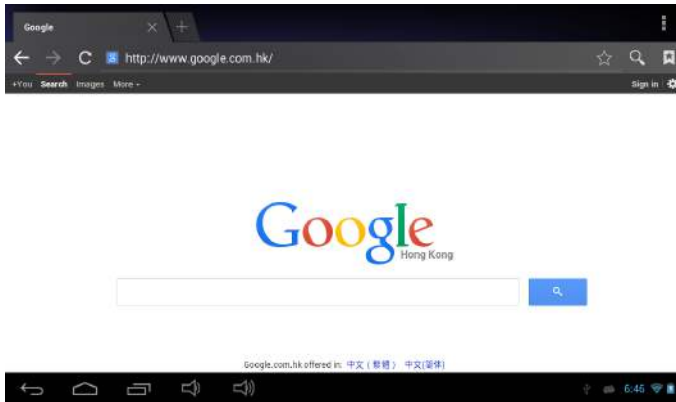 Google
http://www.google.com.hk/
+You Search Images More
Sign in
Google
Hong Kong
Google.com.hk offered in: 中文（繁體） 中文(简体)
6:46